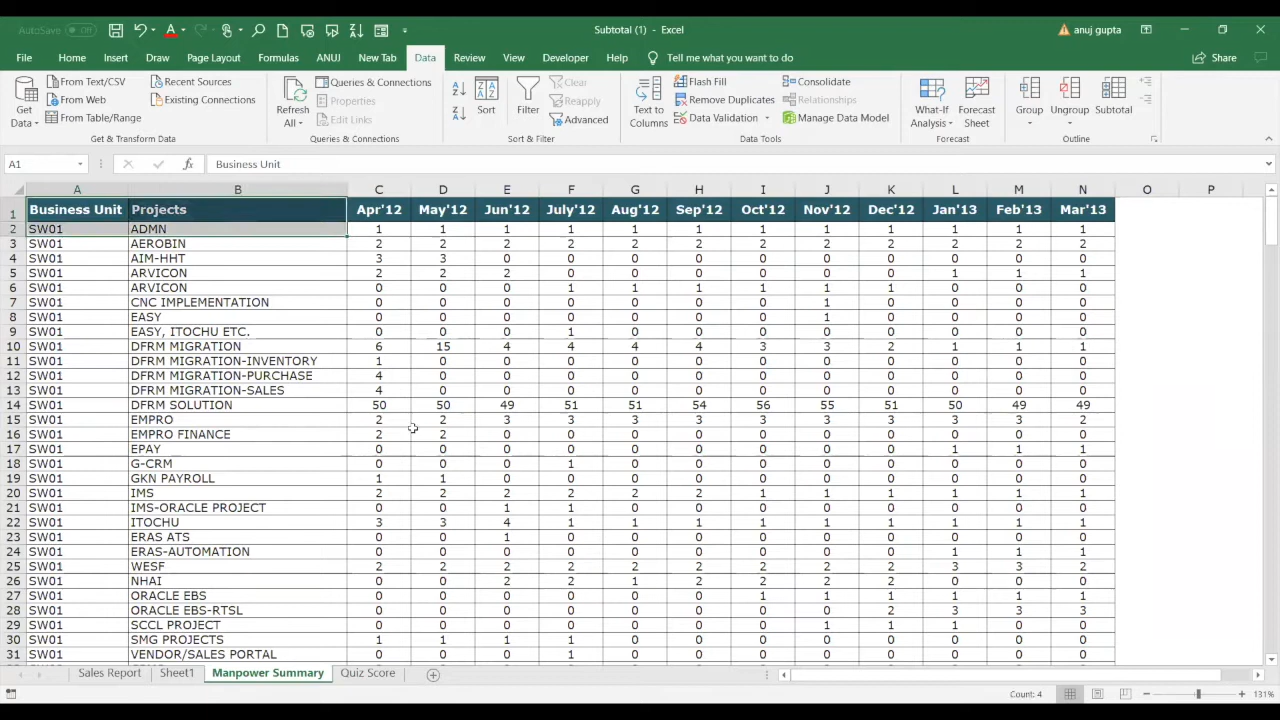 AutoSave Off Subtotal (1) - Excel anuj gupta
File Home Insert Draw Page Layout Formulas ANUJ New Tab Data Review View Developer Help Tell me what you want to do Share
Get Data
From Text/CSV
From Web
From Table/Range
Recent Sources
Existing Connections
Get & Transform Data
Refresh All
Queries & Connections
Properties
Edit Links
Queries & Connections
Sort
Filter
Clear
Reapply
Advanced
Sort & Filter
Text to Columns
Flash Fill
Remove Duplicates
Data Validation
Consolidate
Relationships
Manage Data Model
Data Tools
What-If Analysis
Forecast Sheet
Forecast
Group
Ungroup
Subtotal
Outline
A1 fx Business Unit
A B C D E F G H I J K L M N O P
1 Business Unit Projects Apr'12 May'12 Jun'12 July'12 Aug'12 Sep'12 Oct'12 Nov'12 Dec'12 Jan'13 Feb'13 Mar'13
2 SW01 ADMN 1 1 1 1 1 1 1 1 1 1 1 1
3 SW01 AEROBIN 2 2 2 2 2 2 2 2 2 2 2 2
4 SW01 AIM-HHT 3 3 0 0 0 0 0 0 0 0 0 0
5 SW01 ARVICON 2 2 2 0 0 0 0 0 0 1 1 1
6 SW01 ARVICON 0 0 0 1 1 1 1 1 1 0 0 0
7 SW01 CNC IMPLEMENTATION 0 0 0 0 0 0 0 1 0 0 0 0
8 SW01 EASY 0 0 0 0 0 0 0 1 0 0 0 0
9 SW01 EASY, ITOCHU ETC. 0 0 0 1 0 0 0 0 0 0 0 0
10 SW01 DFRM MIGRATION 6 15 4 4 4 4 3 3 2 1 1 1
11 SW01 DFRM MIGRATION-INVENTORY 1 0 0 0 0 0 0 0 0 0 0 0
12 SW01 DFRM MIGRATION-PURCHASE 4 0 0 0 0 0 0 0 0 0 0 0
13 SW01 DFRM MIGRATION-SALES 4 0 0 0 0 0 0 0 0 0 0 0
14 SW01 DFRM SOLUTION 50 50 49 51 51 54 56 55 51 50 49 49
15 SW01 EMPRO 2 2 3 3 3 3 3 3 3 3 3 2
16 SW01 EMPRO FINANCE 2 2 0 0 0 0 0 0 0 0 0 0
17 SW01 EPAY 0 0 0 0 0 0 0 0 0 1 1 1
18 SW01 G-CRM 0 0 0 1 0 0 0 0 0 0 0 0
19 SW01 GKN PAYROLL 1 1 0 0 0 0 0 0 0 0 0 0
20 SW01 IMS 2 2 2 2 2 2 1 1 1 1 1 1
21 SW01 IMS-ORACLE PROJECT 0 0 1 1 0 0 0 0 0 0 0 0
22 SW01 ITOCHU 3 3 4 1 1 1 1 1 1 1 1 1
23 SW01 ERAS ATS 0 0 1 0 0 0 0 0 0 0 0 0
24 SW01 ERAS-AUTOMATION 0 0 0 0 0 0 0 0 0 1 1 1
25 SW01 WESF 2 2 2 2 2 2 2 2 2 3 3 2
26 SW01 NHAI 0 0 2 2 1 2 2 2 2 0 0 0
27 SW01 ORACLE EBS 0 0 0 0 0 0 1 1 1 1 1 1
28 SW01 ORACLE EBS-RTSL 0 0 0 0 0 0 0 0 2 3 3 3
29 SW01 SCCL PROJECT 0 0 0 0 0 0 0 1 1 1 0 0
30 SW01 SMG PROJECTS 1 1 1 1 0 0 0 0 0 0 0 0
31 SW01 VENDOR/SALES PORTAL 0 0 0 1 0 0 0 0 0 0 0 0
Sales Report Sheet1 Manpower Summary Quiz Score
Count: 4 131%